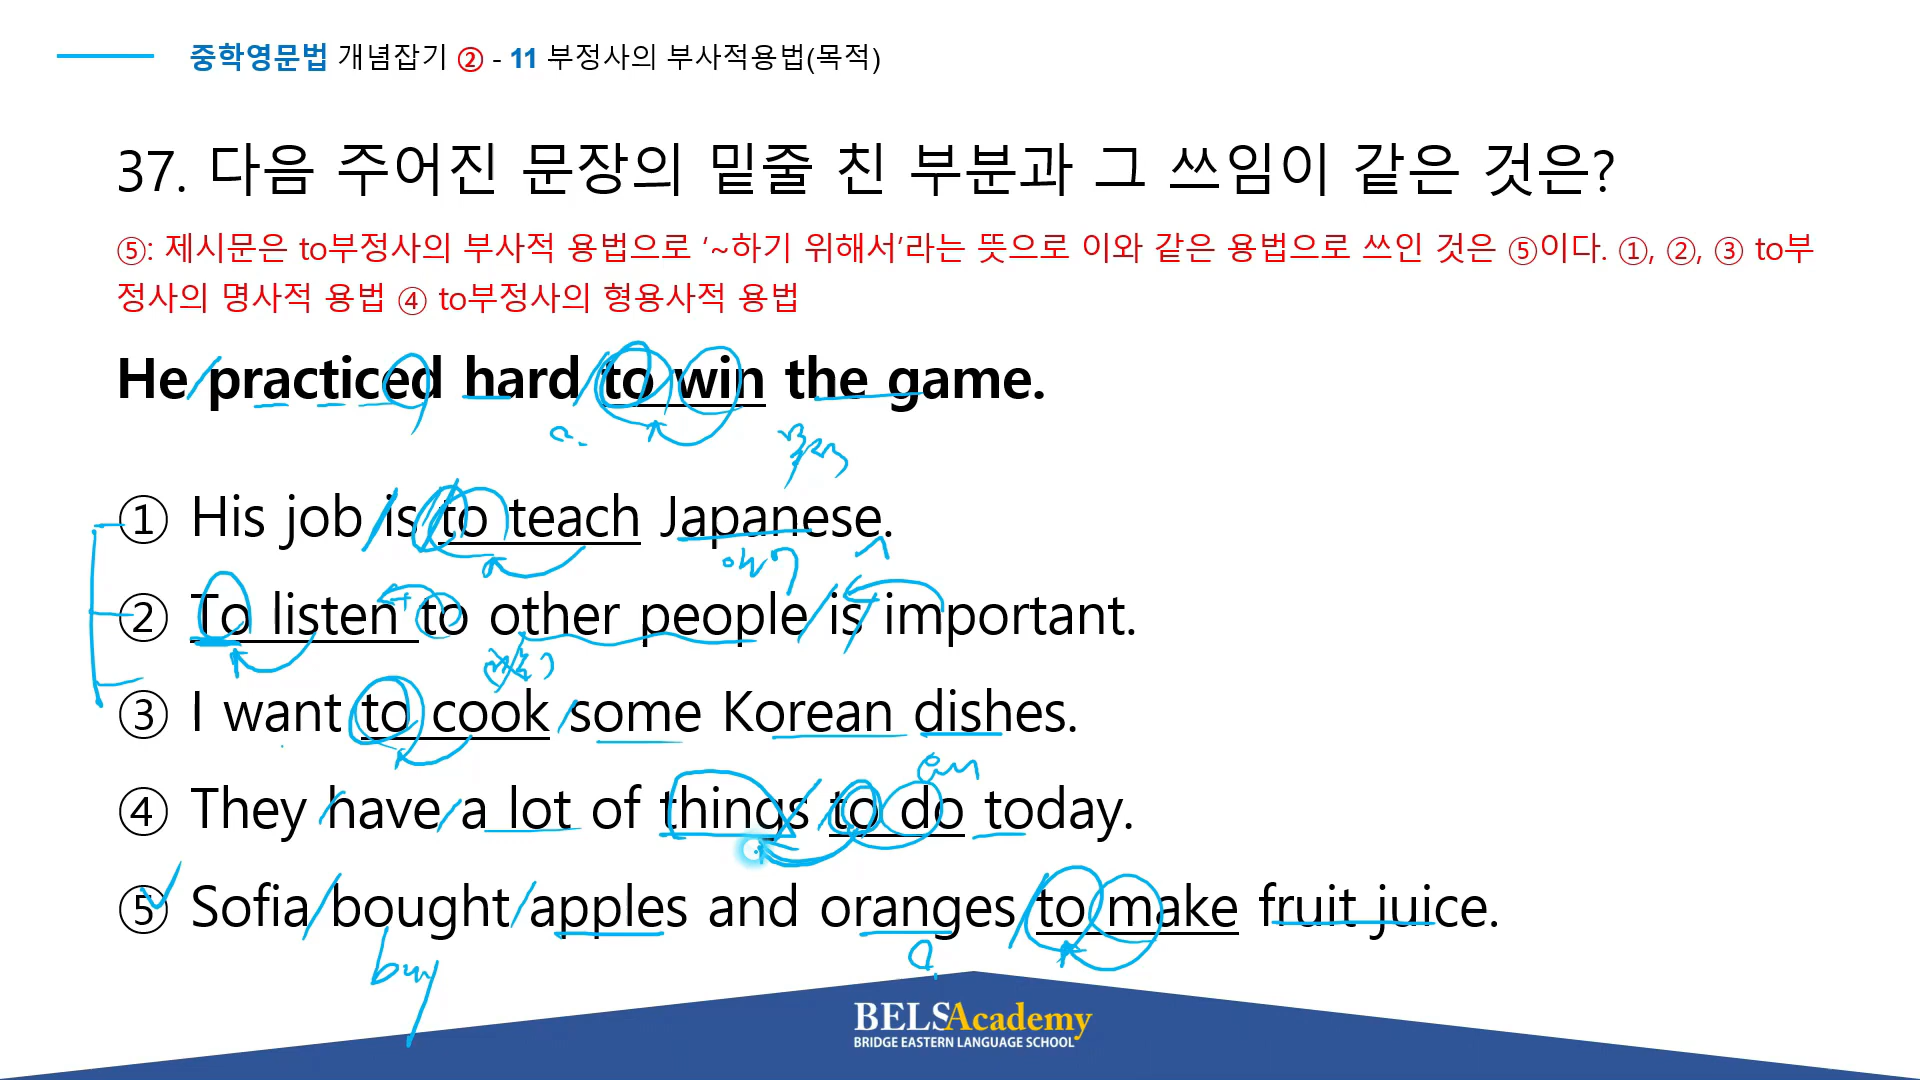 중학영문법 개념잡기 ② - 11 부정사의 부사적용법(목적)
37. 다음 주어진 문장의 밑줄 친 부분과 그 쓰임이 같은 것은?
⑤: 제시문은 to부정사의 부사적 용법으로 ‘~하기 위해서’라는 뜻으로 이와 같은 용법으로 쓰인 것은 ⑤이다. ①, ②, ③ to부
정사의 명사적 용법 ④ to부정사의 형용사적 용법
He practiced hard to win the game.
① His job is to teach Japanese.
② To listen to other people is important.
③ I want to cook some Korean dishes.
④ They have a lot of things to do today.
⑤ Sofia bought apples and oranges to make fruit juice.
buy
BELSAcademy
BRIDGE EASTERN LANGUAGE SCHOOL